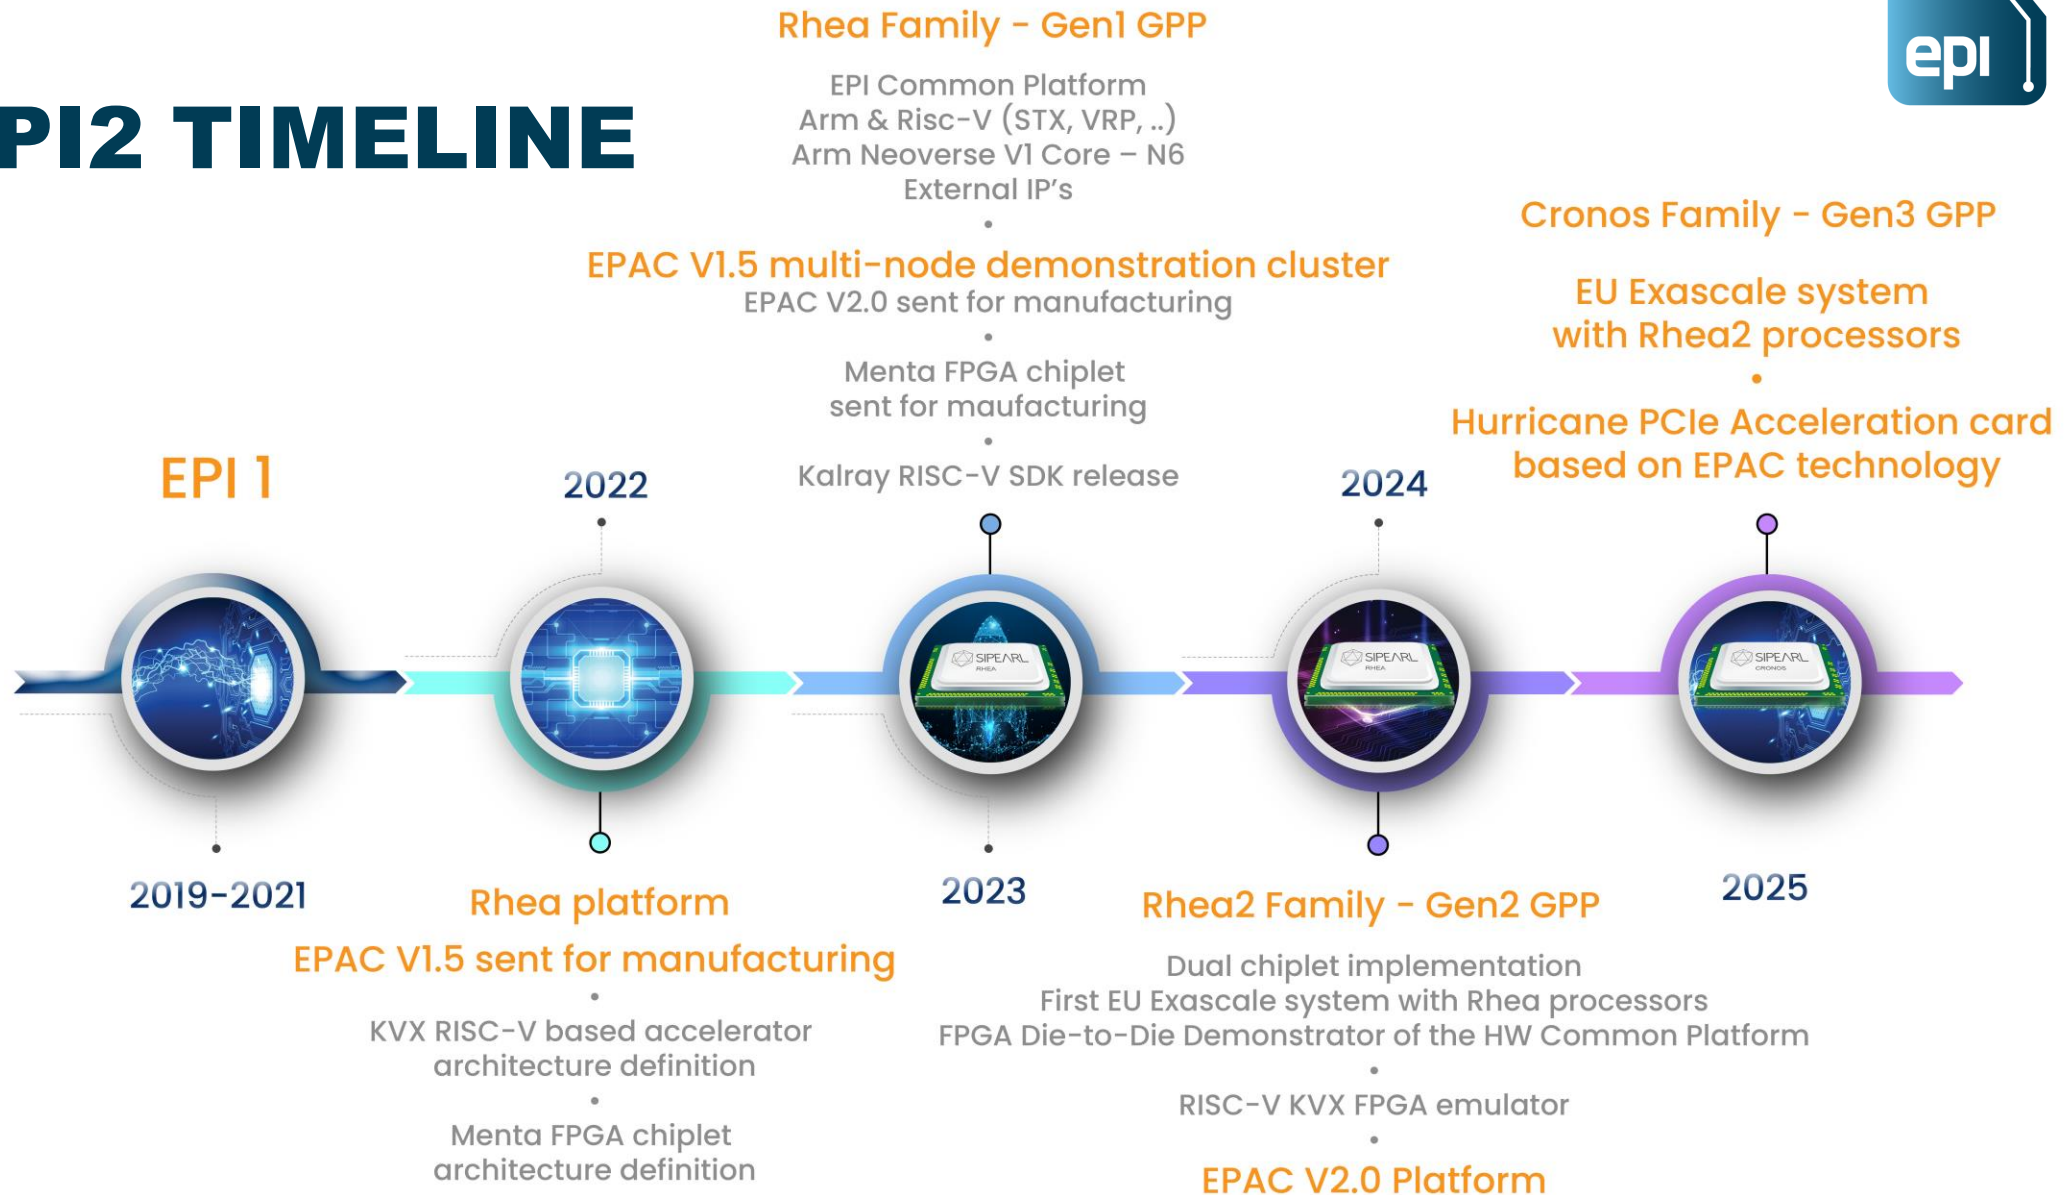 PI2 TIMELINE
epi
Rhea Family - Gen1 GPP
EPI Common Platform
Arm & Risc-V (STX, VRP, ..)
Arm Neoverse V1 Core – N6
External IP's
•
EPAC V1.5 multi-node demonstration cluster
EPAC V2.0 sent for manufacturing
•
Menta FPGA chiplet
sent for maufacturing
•
Kalray RISC-V SDK release
Cronos Family - Gen3 GPP
EU Exascale system
with Rhea2 processors
•
Hurricane PCIe Acceleration card
based on EPAC technology
EPI 1
2022
2024
SIPEARL
RHEA
SIPEARL
RHEA
SIPEARL
CRONOS
2019-2021
Rhea platform
EPAC V1.5 sent for manufacturing
•
KVX RISC-V based accelerator
architecture definition
•
Menta FPGA chiplet
architecture definition
2023
Rhea2 Family - Gen2 GPP
Dual chiplet implementation
First EU Exascale system with Rhea processors
FPGA Die-to-Die Demonstrator of the HW Common Platform
•
RISC-V KVX FPGA emulator
•
EPAC V2.0 Platform
2025